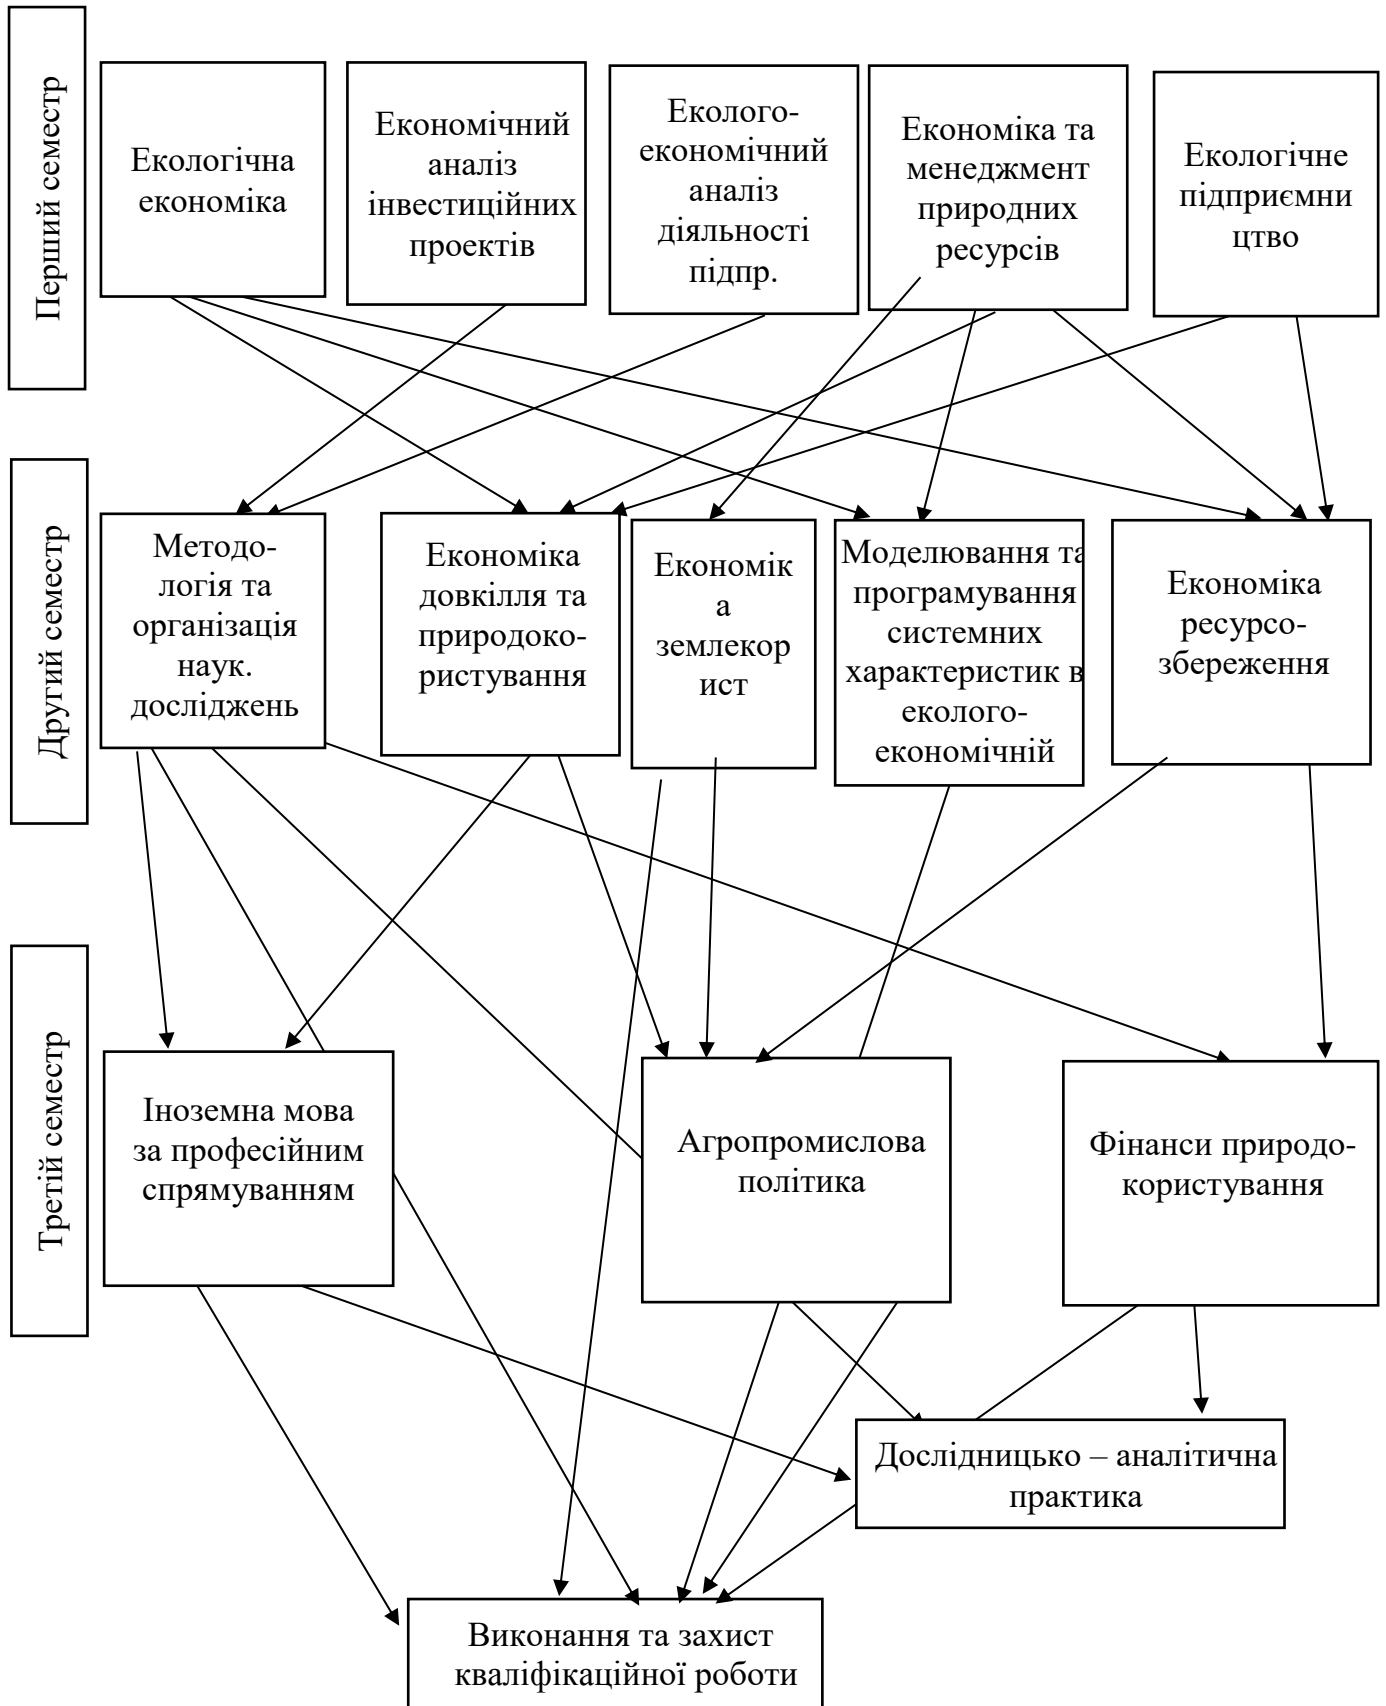 Перший семестр
Екологічна
економіка
Економічний
аналіз
інвестиційних
проектів
Еколого-
економічний
аналіз
діяльності
підпр.
Економіка та
менеджмент
природних
ресурсів
Екологічне
підприємни
цтво
Другий семестр
Методо-
логія та
організація
наук.
досліджень
Економіка
довкілля та
природоко-
ристування
Економік
а
землекор
ист
Моделювання та
програмування
системних
характеристик в
еколого-
економічній
Економіка
ресурсо-
збереження
Третій семестр
Іноземна мова
за професійним
спрямуванням
Агропромислова
політика
Фінанси природо-
користування
Дослідницько – аналітична
практика
Виконання та захист
кваліфікаційної роботи